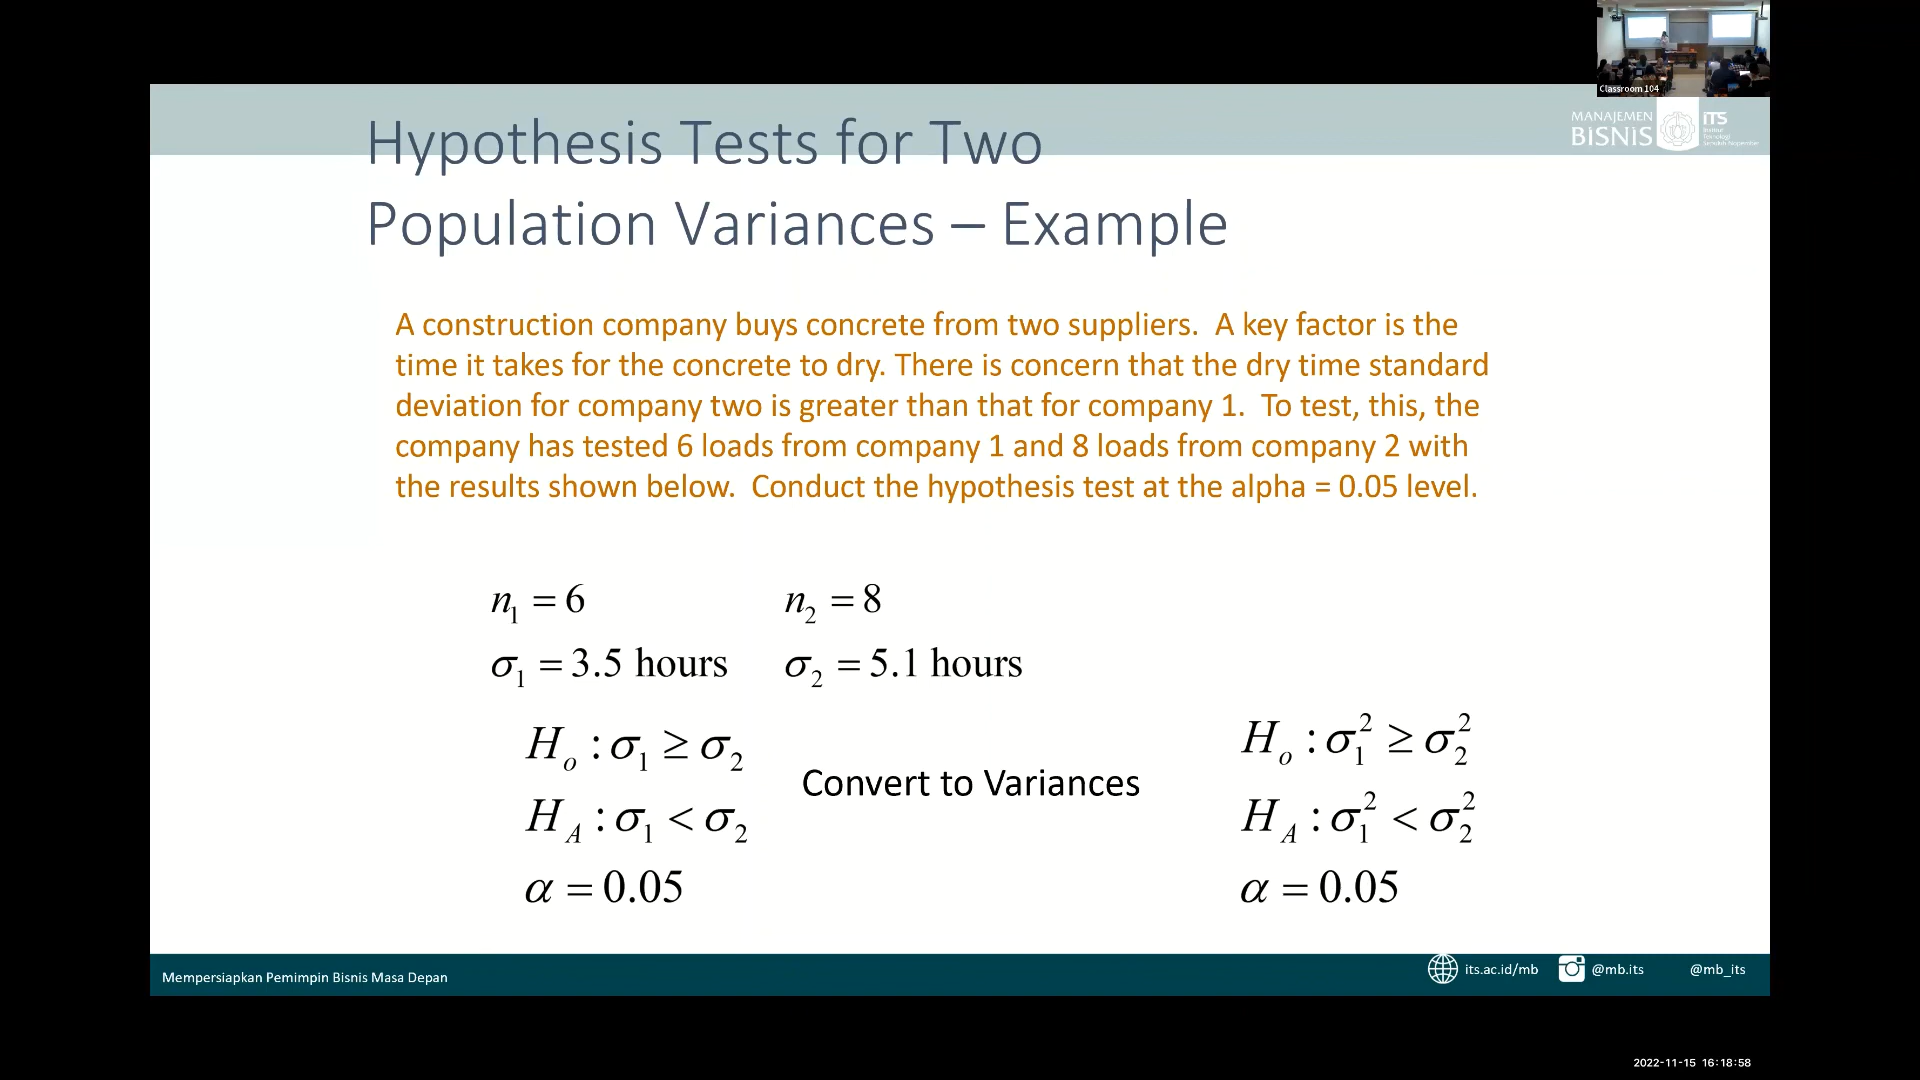 Classroom 104
MANAJEMEN
BISNIS
iTS
Institut
Teknologi
Sepuluh Nopember
Hypothesis Tests for Two
Population Variances – Example
A construction company buys concrete from two suppliers.  A key factor is the
time it takes for the concrete to dry. There is concern that the dry time standard
deviation for company two is greater than that for company 1.  To test, this, the
company has tested 6 loads from company 1 and 8 loads from company 2 with
the results shown below.  Conduct the hypothesis test at the alpha = 0.05 level.
n₁ = 6
n₂ = 8
σ₁ = 3.5 hours
σ₂ = 5.1 hours
Hₒ : σ₁ ≥ σ₂
H_A : σ₁ < σ₂
α = 0.05
Convert to Variances
Hₒ : σ₁² ≥ σ₂²
H_A : σ₁² < σ₂²
α = 0.05
Mempersiapkan Pemimpin Bisnis Masa Depan
its.ac.id/mb
@mb.its
@mb_its
2022-11-15 16:18:58